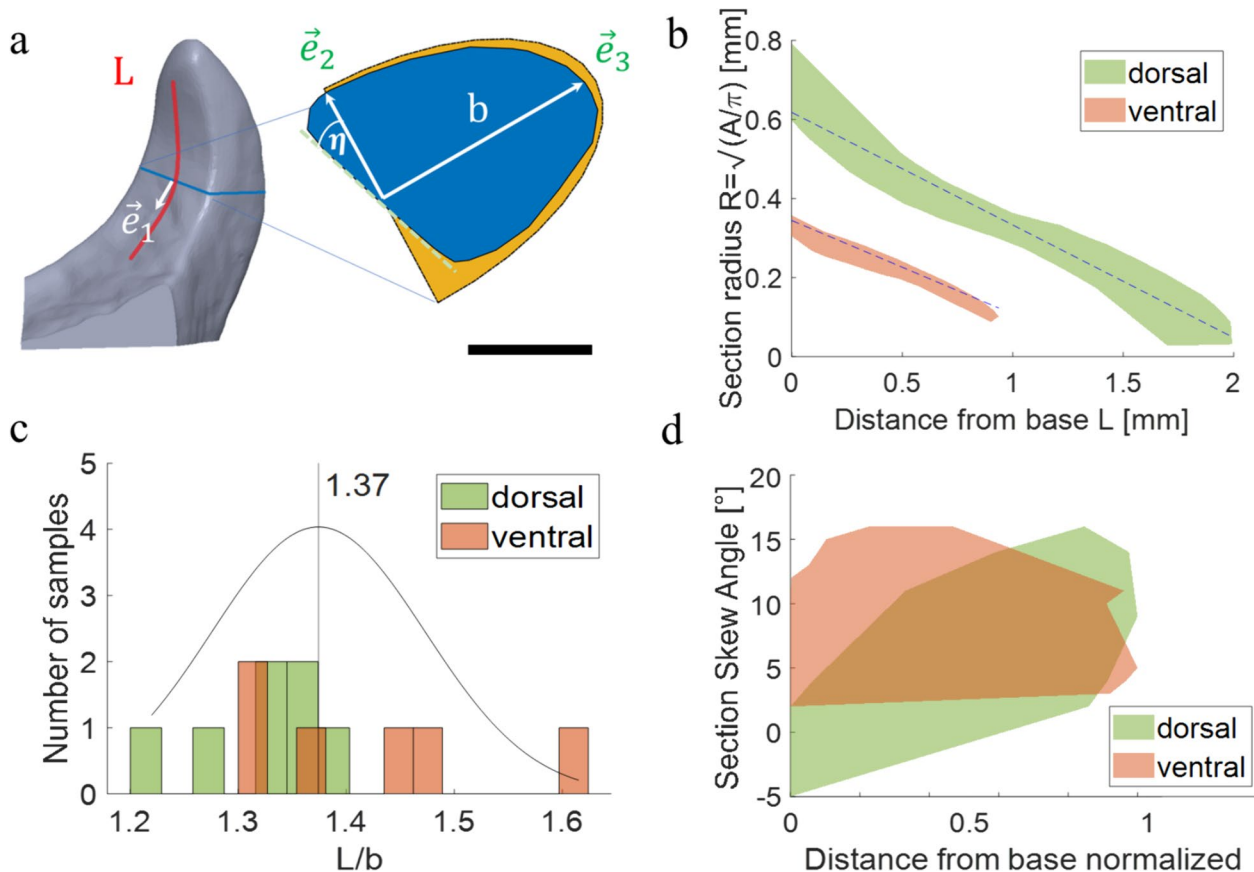 a
L
e⃗₁
e⃗₂
e⃗₃
b
η
b
Section radius R=√(A/π) [mm]
0.8
0.6
0.4
0.2
0
0
0.5
1
1.5
2
Distance from base L [mm]
dorsal
ventral
c
Number of samples
5
4
3
2
1
0
1.37
dorsal
ventral
1.2
1.3
1.4
1.5
1.6
L/b
d
Section Skew Angle [°]
20
15
10
5
0
-5
dorsal
ventral
0
0.5
1
Distance from base normalized